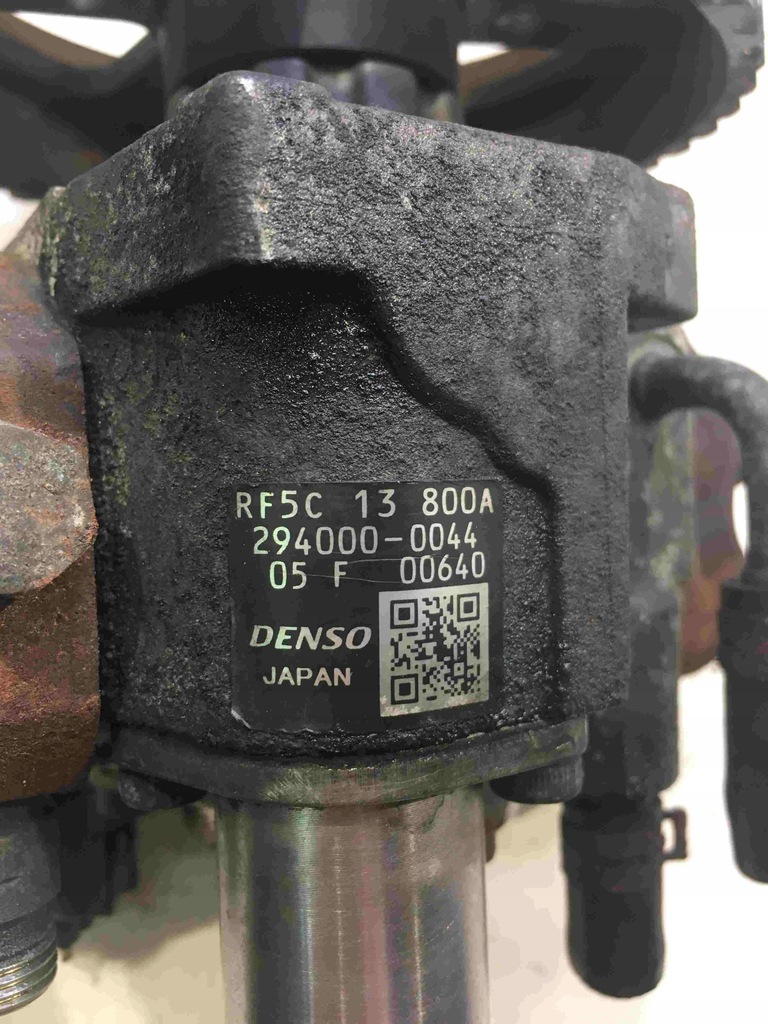 RF5C 13 800A
294000-0044
05 F 00640
DENSO
JAPAN